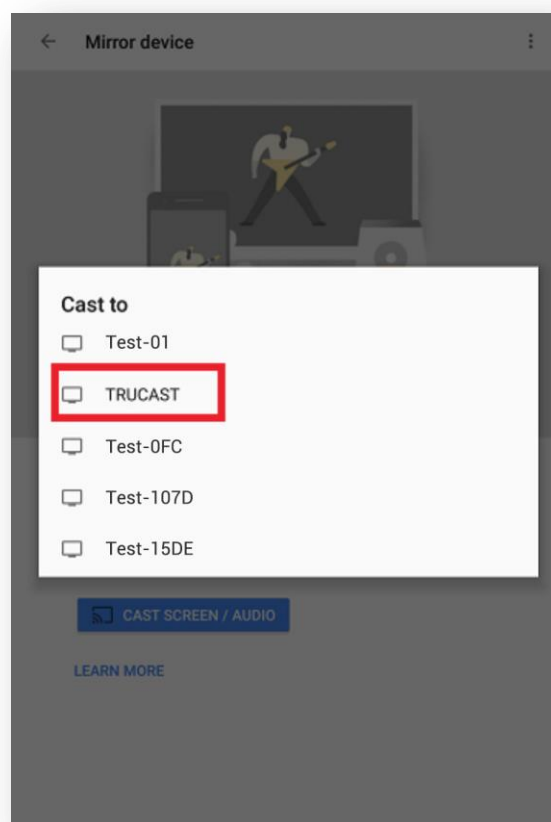 Mirror device
Cast to
Test-01
TRUCAST
Test-0FC
Test-107D
Test-15DE
CAST SCREEN / AUDIO
LEARN MORE